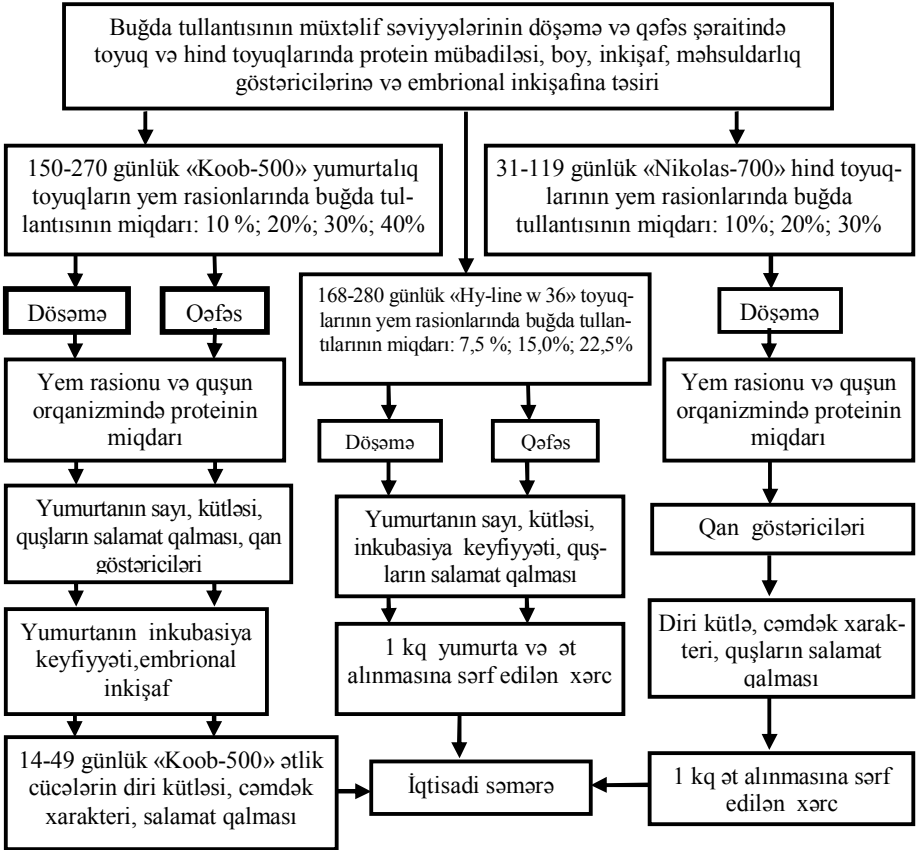 Buğda tullantısının müxtəlif səviyyələrinin döşəmə və qəfəs şəraitində
toyuq və hind toyuqlarında protein mübadiləsi, boy, inkişaf, məhsuldarlıq
göstəricilərinə və embrional inkişafına təsiri
150-270 günlük «Koob-500» yumurtalıq
toyuqların yem rasionlarında buğda tul-
lantısının miqdarı: 10 %; 20%; 30%; 40%
31-119 günlük «Nikolas-700» hind toyuq-
larının yem rasionlarında buğda
tullantısının miqdarı: 10%; 20%; 30%
Dösəmə
Qəfəs
168-280 günlük «Hy-line w 36» toyuq-
larının yem rasionlarında buğda tullan-
tılarının miqdarı: 7,5 %; 15,0%; 22,5%
Döşəmə
Yem rasionu və quşun
orqanizmində proteinin
miqdarı
Döşəmə
Qəfəs
Yem rasionu və quşun
orqanizmində proteinin
miqdarı
Yumurtanın sayı, kütləsi,
quşların salamat qalması, qan
göstəriciləri
Yumurtanın sayı, kütləsi,
inkubasiya keyfiyyəti, quş-
ların salamat qalması
Qan göstəriciləri
Yumurtanın inkubasiya
keyfiyyəti,embrional
inkişaf
1 kq yumurta və ət
alınmasına sərf edilən xərc
Diri kütlə, cəmdək xarak-
teri, quşların salamat
qalması
14-49 günlük «Koob-500» ətlik
cücələrin diri kütləsi, cəmdək
xarakteri, salamat qalması
İqtisadi səmərə
1 kq ət alınmasına sərf
edilən xərc